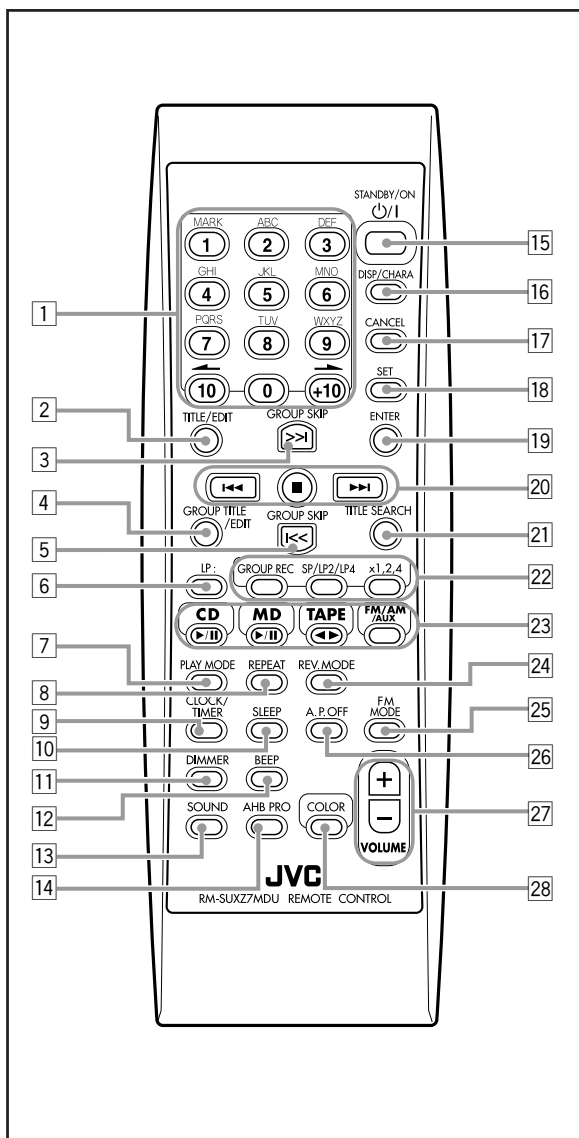 STANDBY/ON
⏻/I
MARK ABC DEF
1 2 3
15
DISP/CHARA
16
GHI JKL MNO
1
4 5 6
CANCEL
17
PQRS TUV WXYZ
7 8 9
SET
18
10 0 +10
2
TITLE/EDIT
GROUP SKIP
ENTER
19
3
>>I
I◄◄ ■ ►►I
20
4
GROUP TITLE
/EDIT
GROUP SKIP
TITLE SEARCH
21
5
I<<
6
LP:
GROUP REC SP/LP2/LP4 x1,2,4
22
CD MD TAPE FM/AM
/AUX
►/II ►/II ◄ ►
23
7
PLAY MODE REPEAT REV.MODE
24
8
9
CLOCK/
TIMER
SLEEP A.P.OFF FM
MODE
25
10
26
11
DIMMER BEEP
+
27
12
SOUND AHB PRO COLOR
–
VOLUME
13
14
JVC
28
RM-SUXZ7MDU REMOTE CONTROL